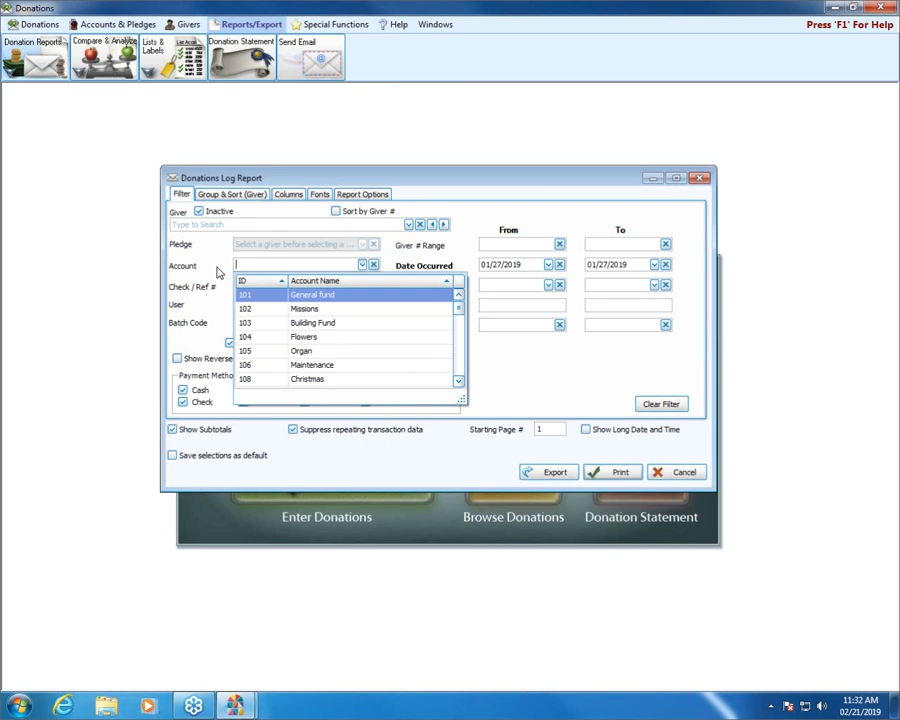 Donations
Donations Accounts & Pledges Givers Reports/Export Special Functions Help Windows Press 'F1' For Help
Donation Reports Compare & Analyze Lists & Labels Donation Statement Send Email
Donations Log Report
Filter Group & Sort (Giver) Columns Fonts Report Options
Giver Inactive Sort by Giver #
Type to Search
From To
Pledge Select a giver before selecting a ... Giver # Range
Account Date Occurred 01/27/2019 01/27/2019
ID Account Name
Check / Ref #
101 General fund
User
102 Missions
Batch Code
103 Building Fund
104 Flowers
105 Organ
Show Reverse
106 Maintenance
Payment Metho
108 Christmas
Cash
Check
Clear Filter
Show Subtotals Suppress repeating transaction data Starting Page # 1 Show Long Date and Time
Save selections as default
Export Print Cancel
Enter Donations Browse Donations Donation Statement
11:32 AM
02/21/2019